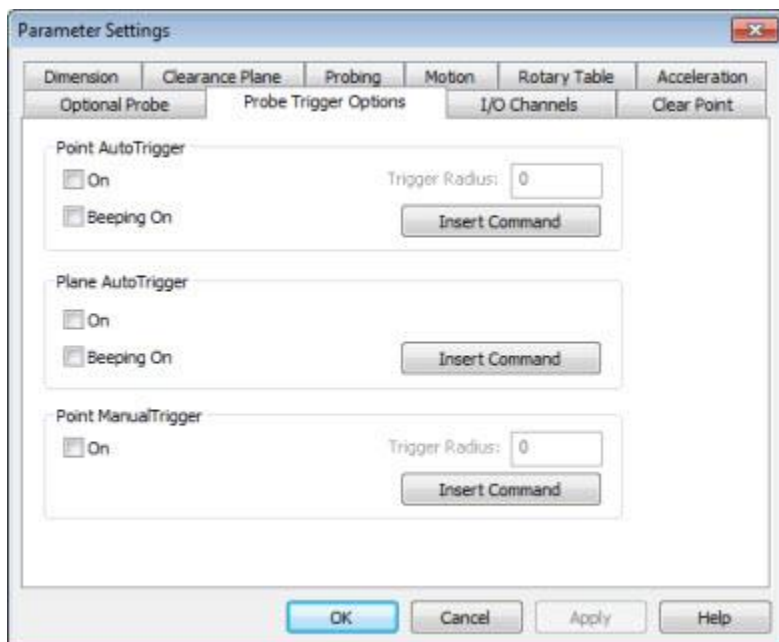 Parameter Settings
Dimension Clearance Plane Probing Motion Rotary Table Acceleration
Optional Probe Probe Trigger Options I/O Channels Clear Point
Point AutoTrigger
On Trigger Radius: 0
Beeping On Insert Command
Plane AutoTrigger
On
Beeping On Insert Command
Point ManualTrigger
On Trigger Radius: 0
Insert Command
OK Cancel Apply Help